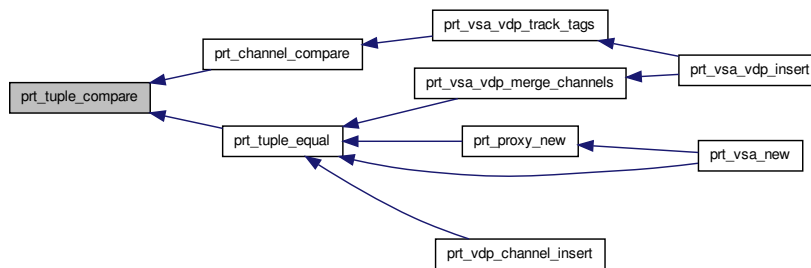 prt_tuple_compare
prt_channel_compare
prt_tuple_equal
prt_vsa_vdp_track_tags
prt_vsa_vdp_merge_channels
prt_proxy_new
prt_vdp_channel_insert
prt_vsa_vdp_insert
prt_vsa_new